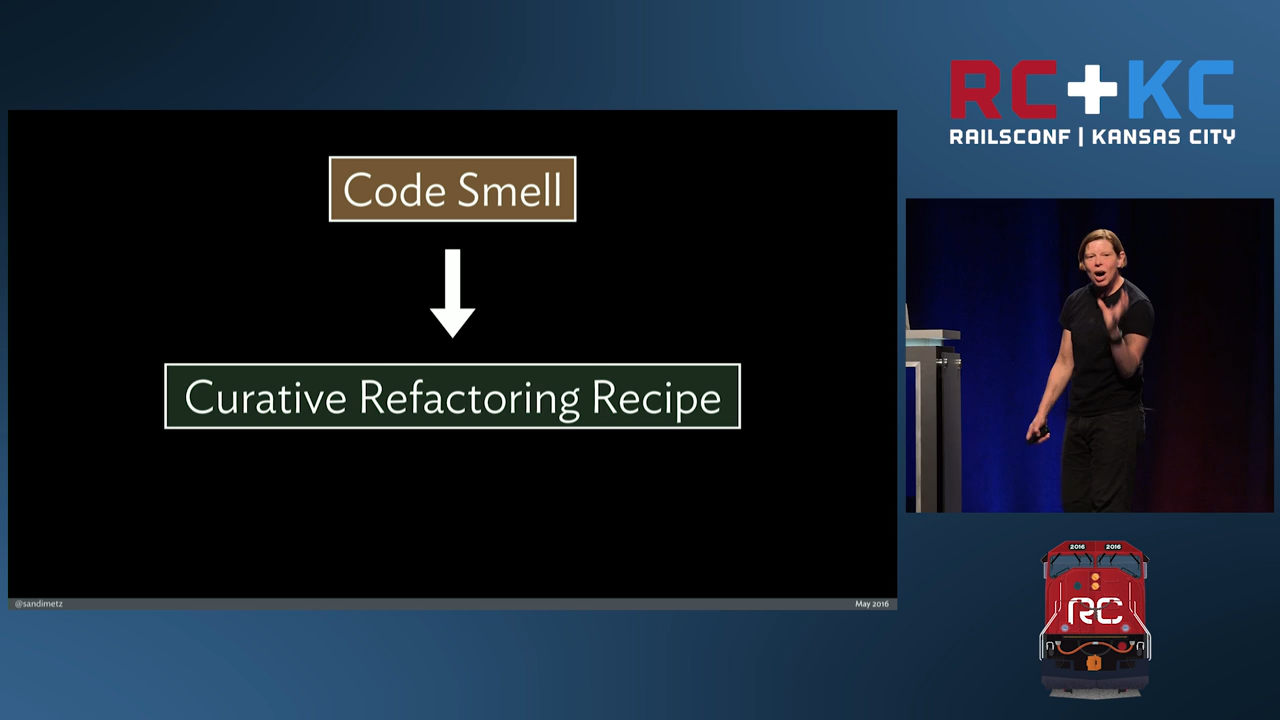 Code Smell
Curative Refactoring Recipe
@sandimetz
May 2016
RC+KC
RAILSCONF | KANSAS CITY
2016
2016
RC